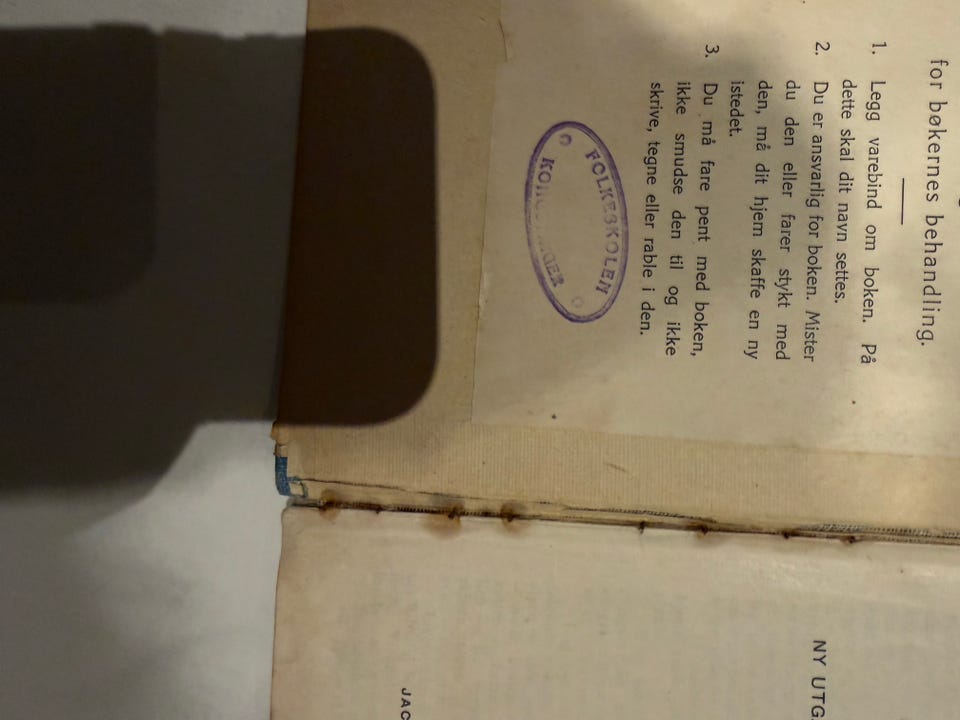 for bøkernes behandling.
1. Legg varebind om boken. På
dette skal dit navn settes.
2. Du er ansvarlig for boken. Mister
du den eller farer stykt med
den, må dit hjem skaffe en ny
istedet.
3. Du må fare pent med boken,
ikke smudse den til og ikke
skrive, tegne eller rable i den.
FOLKESKOLEN
NY UTG
JAC